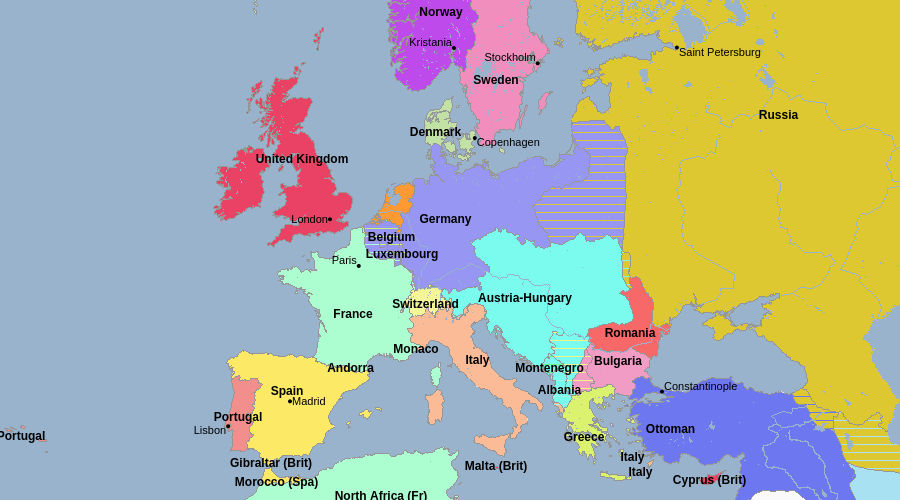 Norway
Kristania
Stockholm
Saint Petersburg
Sweden
Russia
Denmark
Copenhagen
United Kingdom
London
Germany
Belgium
Luxembourg
Paris
Switzerland
Austria-Hungary
France
Romania
Monaco
Italy
Bulgaria
Andorra
Montenegro
Albania
Constantinople
Spain
Madrid
Portugal
Lisbon
Portugal
Greece
Ottoman
Italy
Gibraltar (Brit)
Malta (Brit)
Italy
Morocco (Spa)
Cyprus (Brit)
North Africa (Fr)